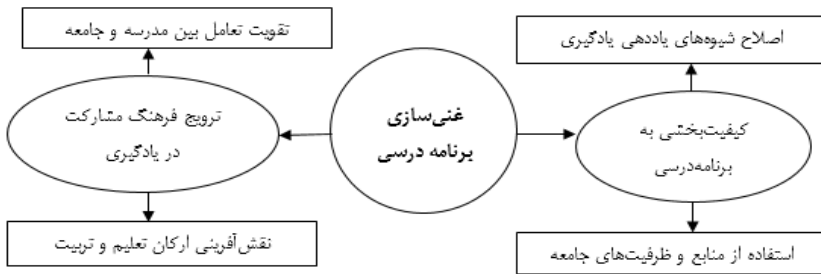 اصلاح شیوه‌های یاددهی یادگیری
کیفیت‌بخشی به
برنامه‌درسی
استفاده از منابع و ظرفیت‌های جامعه
غنی‌سازی
برنامه درسی
تقویت تعامل بین مدرسه و جامعه
ترویج فرهنگ مشارکت
در یادگیری
نقش‌آفرینی ارکان تعلیم و تربیت